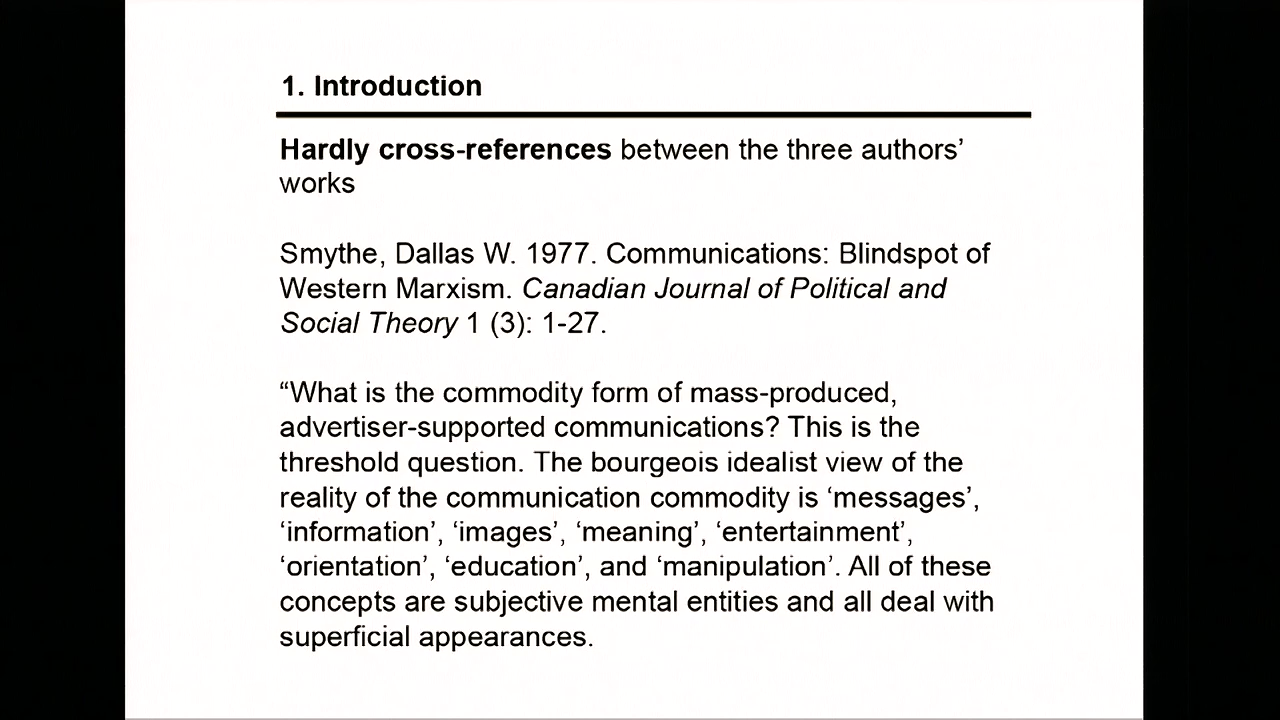 1. Introduction
Hardly cross-references between the three authors’
works
Smythe, Dallas W. 1977. Communications: Blindspot of
Western Marxism. Canadian Journal of Political and
Social Theory 1 (3): 1-27.
“What is the commodity form of mass-produced,
advertiser-supported communications? This is the
threshold question. The bourgeois idealist view of the
reality of the communication commodity is ‘messages’,
‘information’, ‘images’, ‘meaning’, ‘entertainment’,
‘orientation’, ‘education’, and ‘manipulation’. All of these
concepts are subjective mental entities and all deal with
superficial appearances.